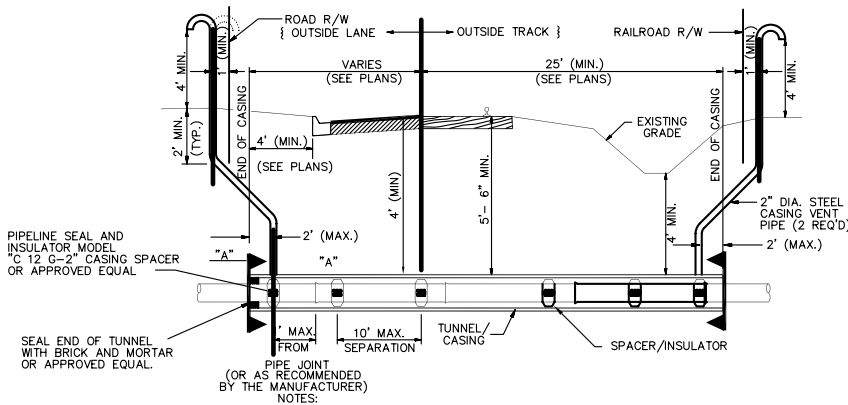 ROAD R/W
OUTSIDE LANE
OUTSIDE TRACK
RAILROAD R/W
4' MIN.
1' (MIN.)
VARIES
(SEE PLANS)
25' (MIN.)
(SEE PLANS)
1' (MIN.)
4' MIN.
2' MIN.
(TYP.)
END OF CASING
4' (MIN.)
(SEE PLANS)
4' (MIN)
5'- 6" MIN.
EXISTING
GRADE
4' MIN.
END OF CASING
2" DIA. STEEL
CASING VENT
PIPE (2 REQ'D)
2' (MAX.)
2' (MAX.)
PIPELINE SEAL AND
INSULATOR MODEL
"C 12 G-2" CASING SPACER
OR APPROVED EQUAL
"A"
"A"
SEAL END OF TUNNEL
WITH BRICK AND MORTAR
OR APPROVED EQUAL.
' MAX.
FROM
PIPE JOINT
(OR AS RECOMMENDED
BY THE MANUFACTURER)
10' MAX.
SEPARATION
TUNNEL/
CASING
SPACER/INSULATOR
NOTES: